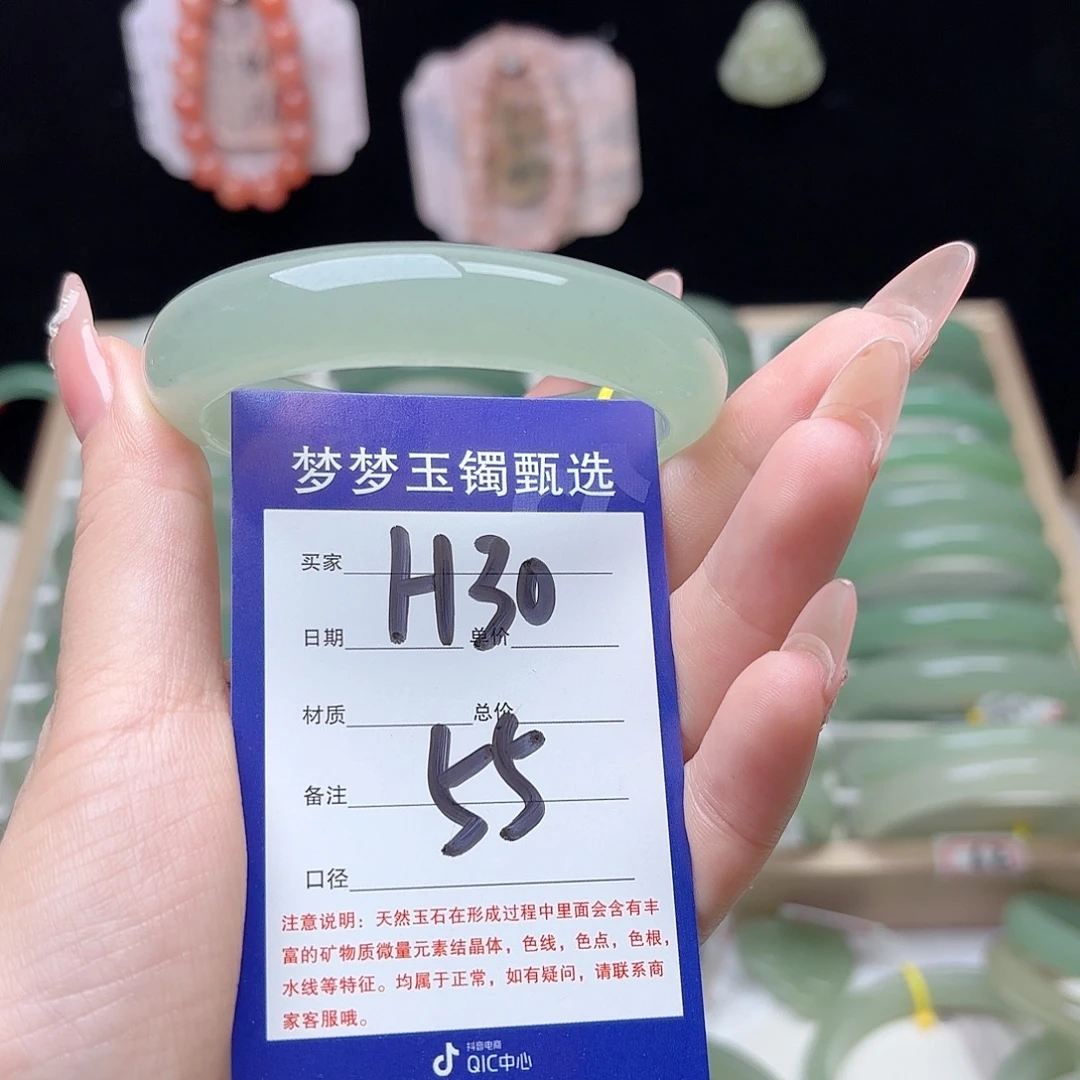 梦梦玉镯甄选
买家
H30
日期 单价
材质 总价
55
备注
口径
注意说明：天然玉石在形成过程中里面会含有丰
富的矿物质微量元素结晶体，色线，色点，色根，
水线等特征。均属于正常，如有疑问，请联系商
家客服哦。
抖音电商
QIC中心